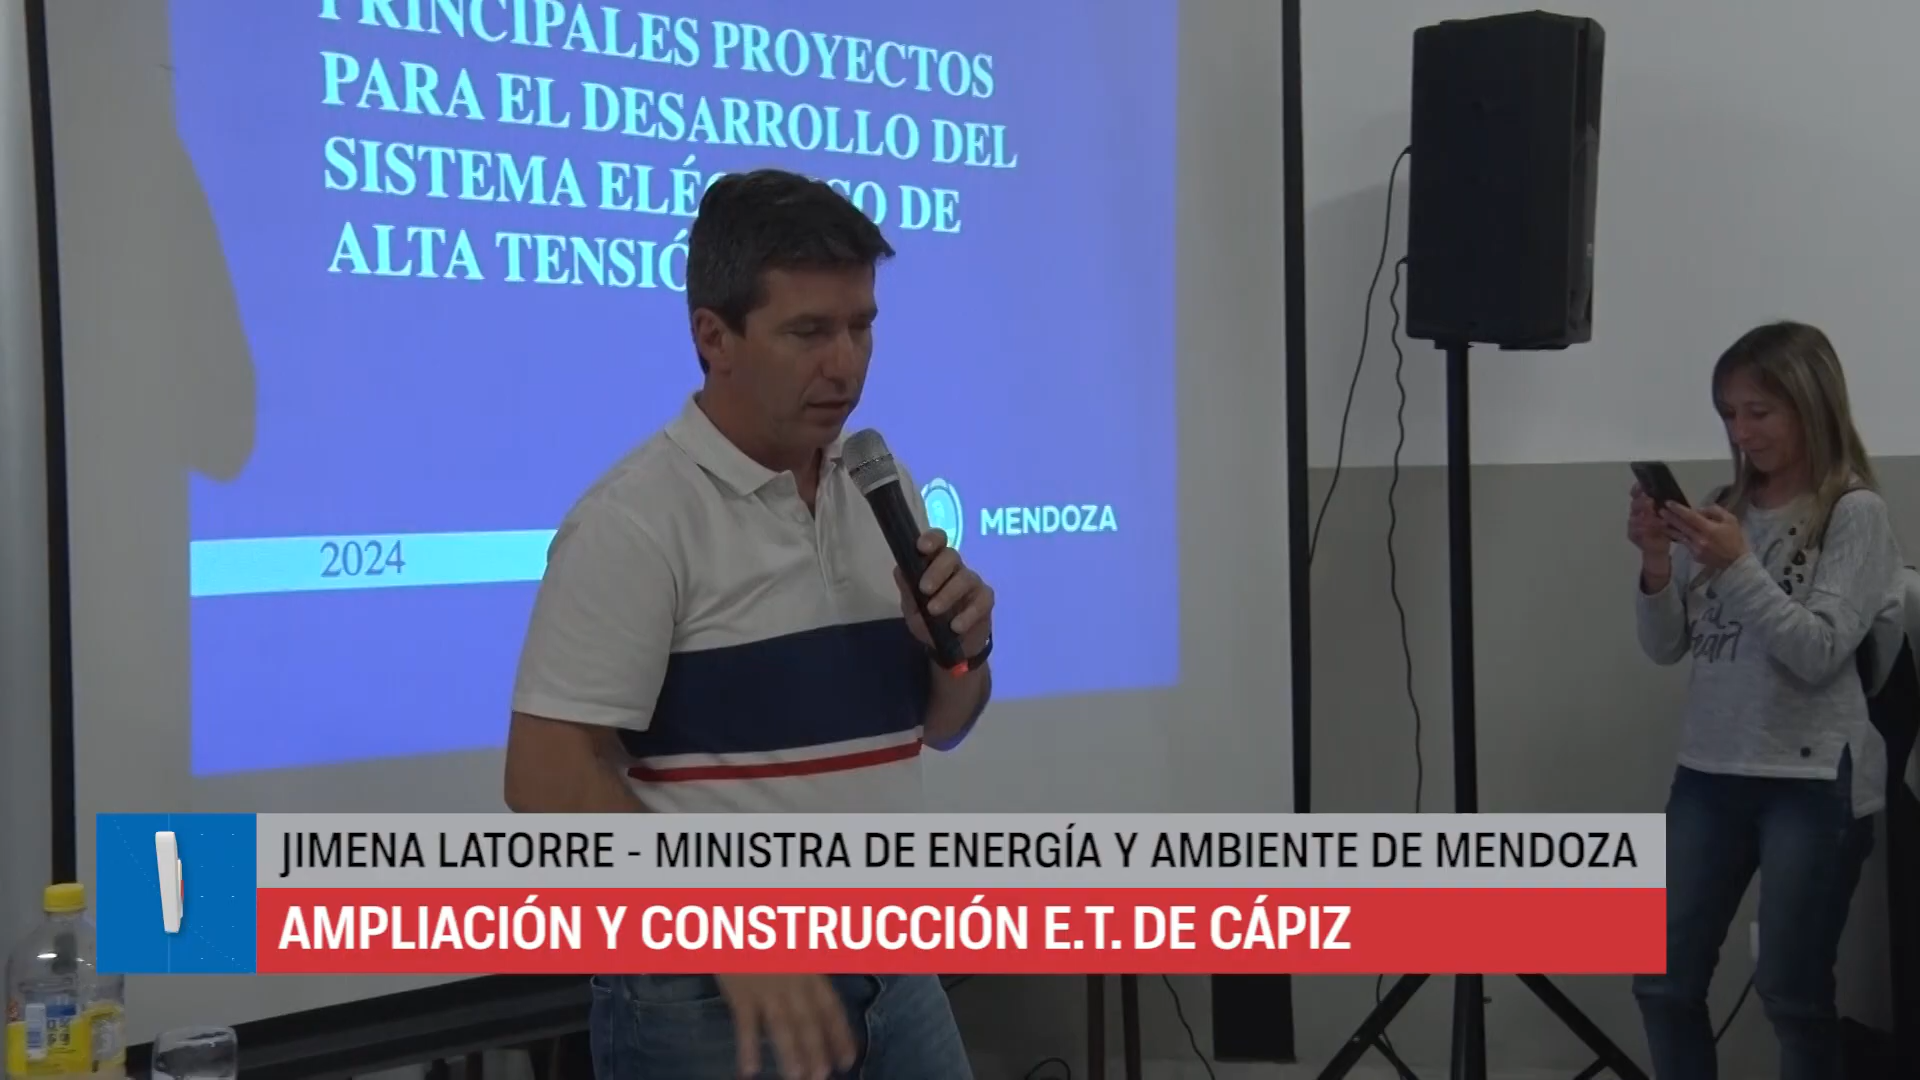 PRINCIPALES PROYECTOS
PARA EL DESARROLLO DEL
SISTEMA DE
ALTA TENSIÓ
MENDOZA
2024
JIMENA LATORRE - MINISTRA DE ENERGÍA Y AMBIENTE DE MENDOZA
AMPLIACIÓN Y CONSTRUCCIÓN E.T. DE CÁPIZ